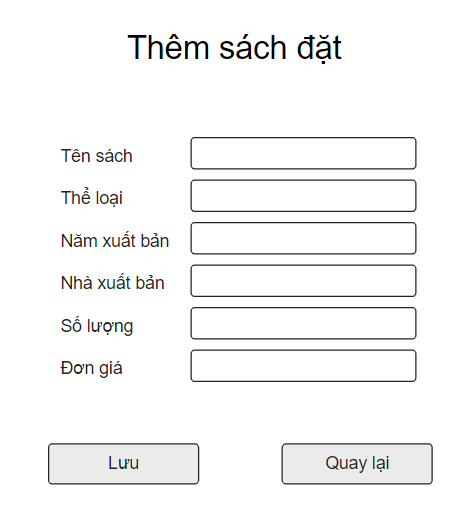 Thêm sách đặt
Tên sách
Thể loại
Năm xuất bản
Nhà xuất bản
Số lượng
Đơn giá
Lưu
Quay lại